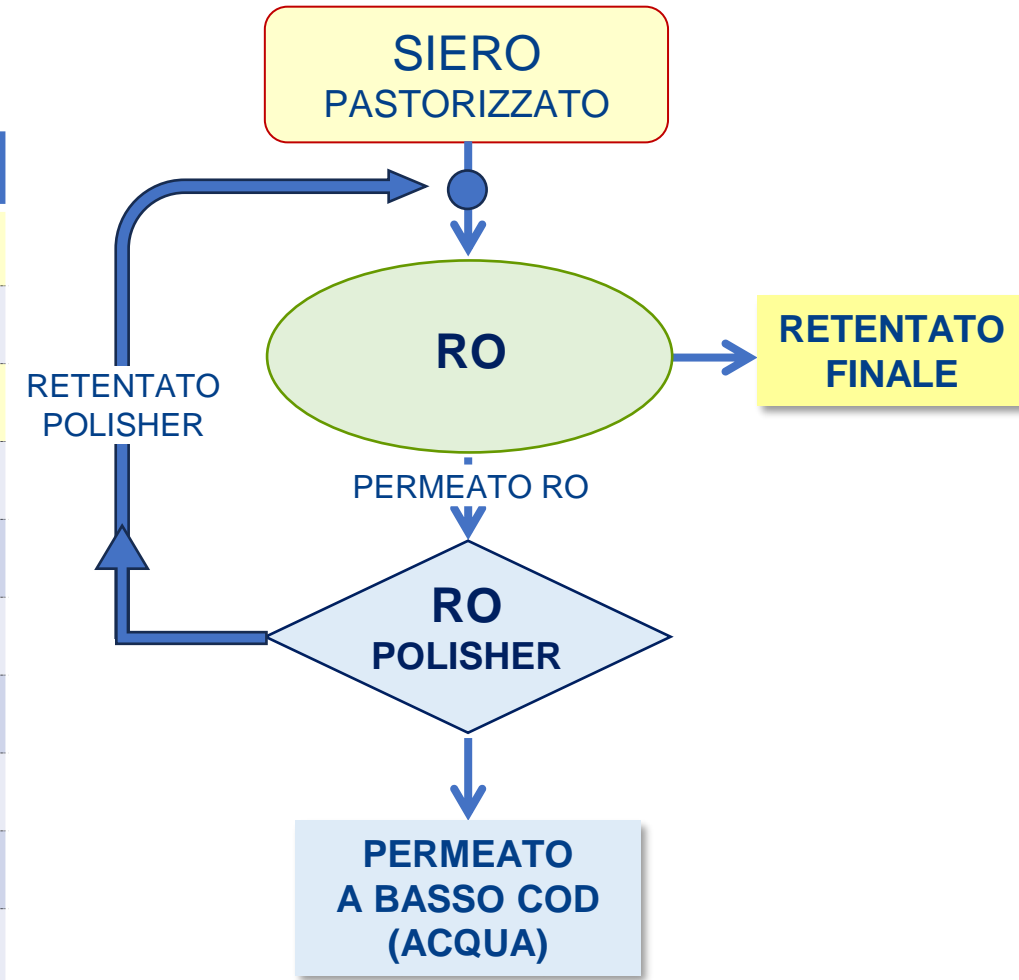 SIERO
PASTORIZZATO
RO
RETENTATO
FINALE
RETENTATO
POLISHER
PERMEATO RO
RO
POLISHER
PERMEATO
A BASSO COD
(ACQUA)